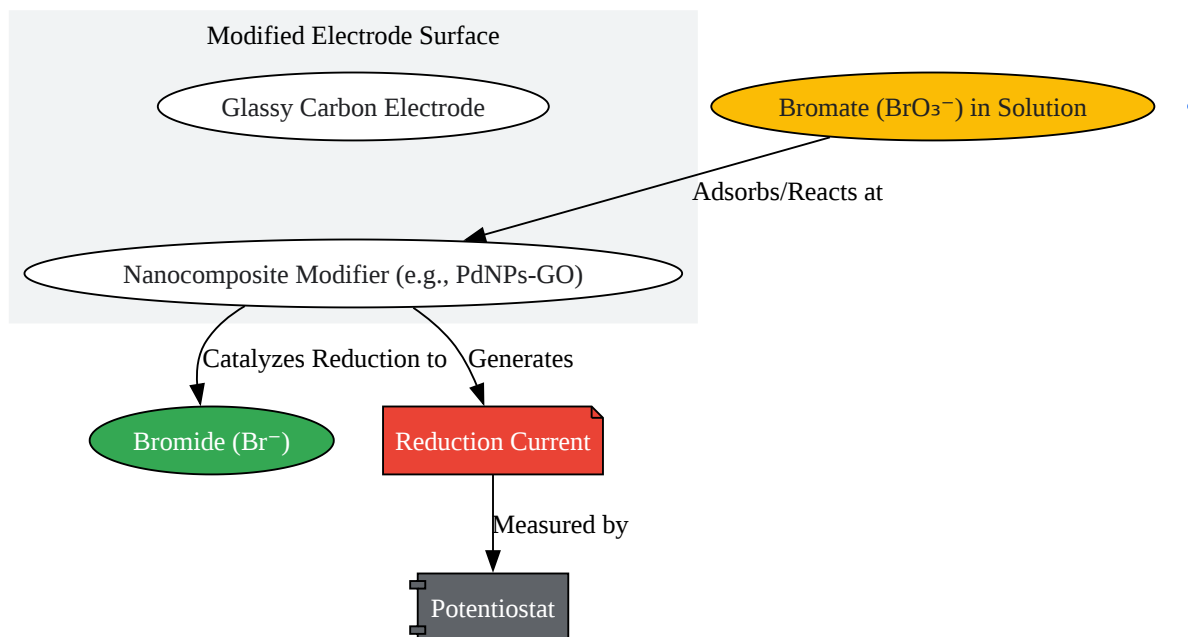 Modified Electrode Surface
Glassy Carbon Electrode
Bromate (BrO₃⁻) in Solution
Adsorbs/Reacts at
Nanocomposite Modifier (e.g., PdNPs-GO)
Catalyzes Reduction to
Generates
Bromide (Br⁻)
Reduction Current
Measured by
Potentiostat